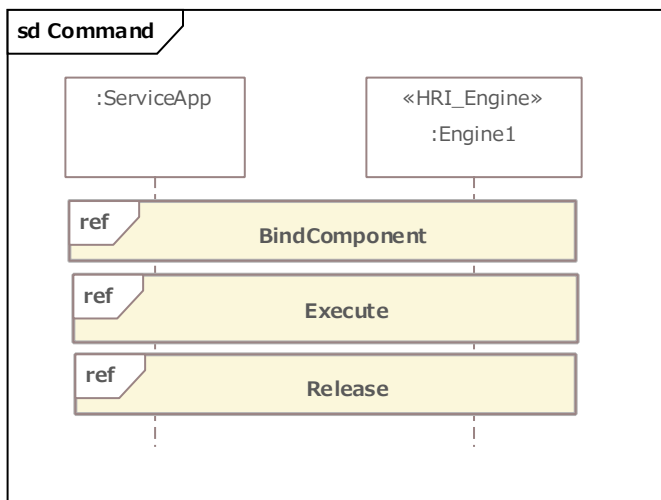 sd Command
:ServiceApp
«HRI_Engine»
:Engine1
ref
BindComponent
ref
Execute
ref
Release